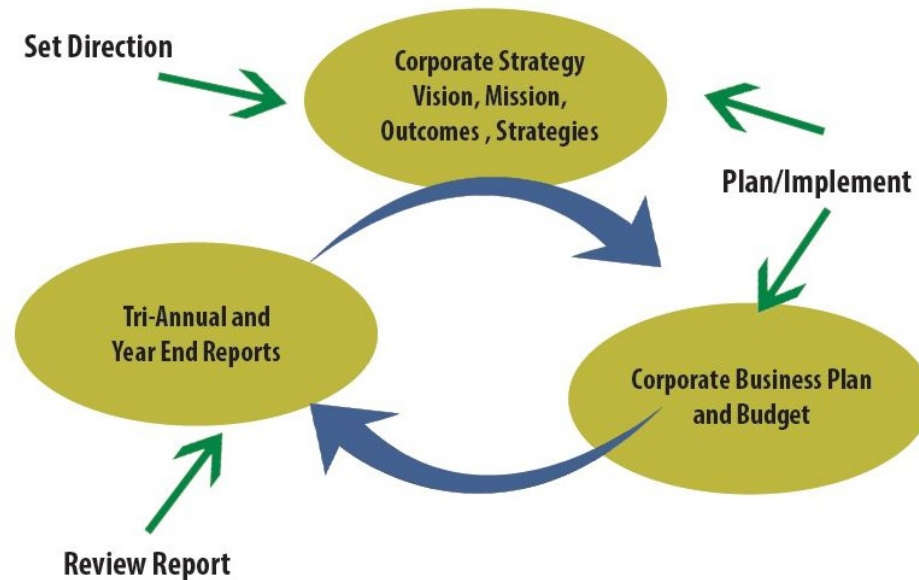 Set Direction
Corporate Strategy
Vision, Mission,
Outcomes , Strategies
Plan/Implement
Tri-Annual and
Year End Reports
Corporate Business Plan
and Budget
Review Report